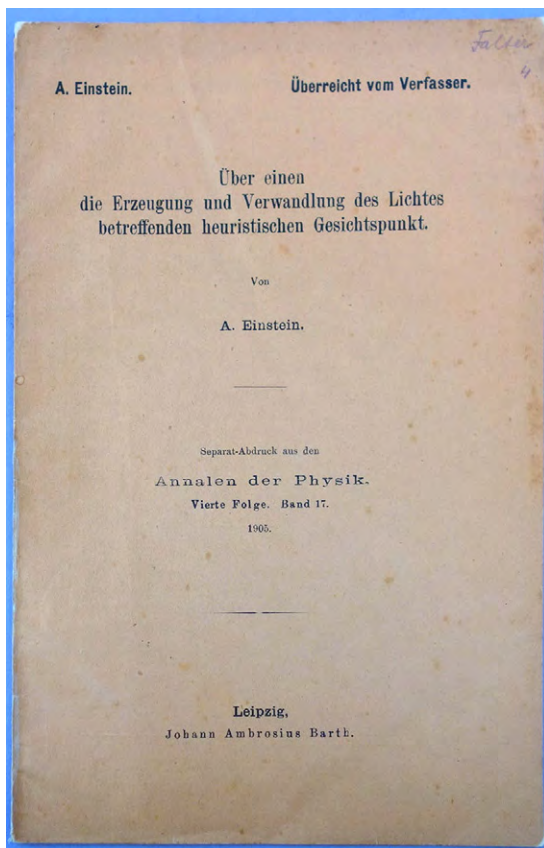 4
A. Einstein. Überreicht vom Verfasser.
Über einen
die Erzeugung und Verwandlung des Lichtes
betreffenden heuristischen Gesichtspunkt.
Von
A. Einstein.
Separat-Abdruck aus den
Annalen der Physik.
Vierte Folge. Band 17.
1905.
Leipzig,
Johann Ambrosius Barth.